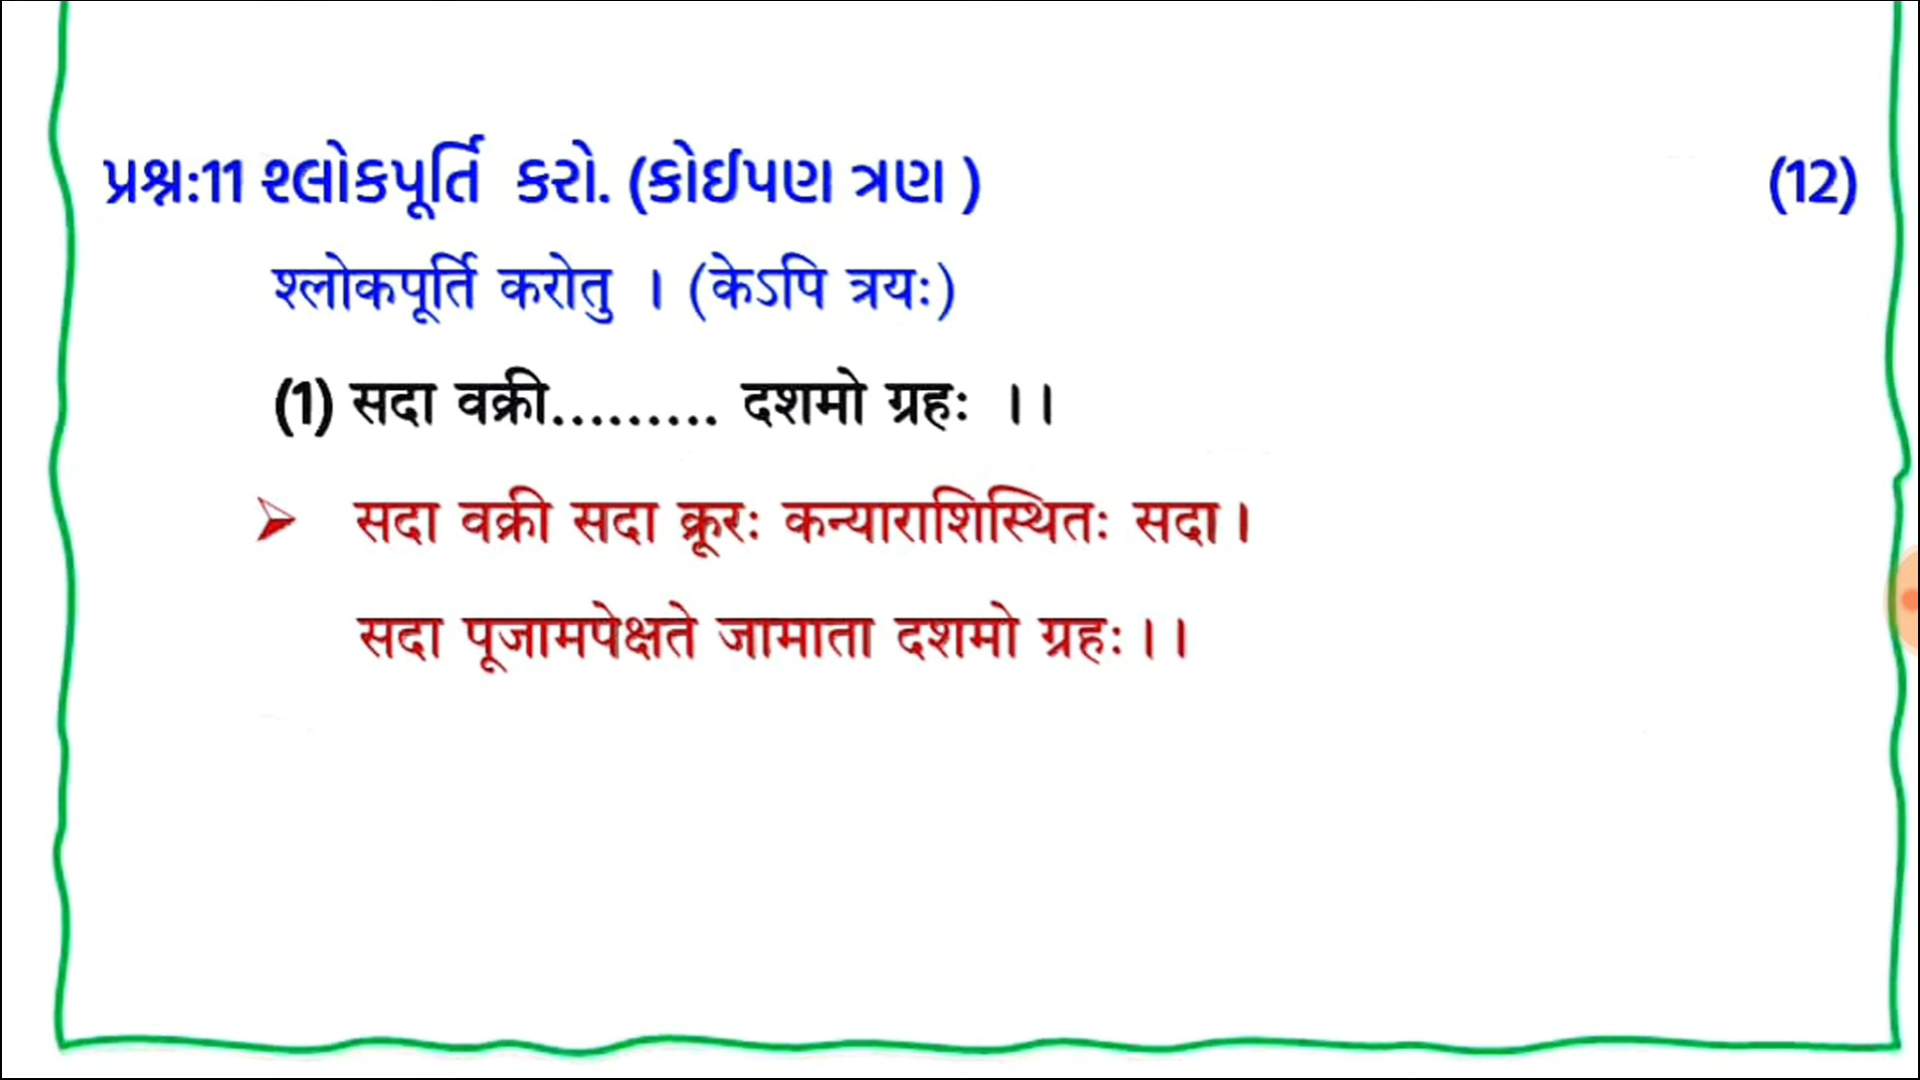 પ્રશ્ન:11 શ્લોકપૂર્તિ કરો. (કોઈપણ ત્રણ ) (12)
श्लोकपूर्ति करोतु । (केऽपि त्रयः)
(1) सदा वक्री......... दशमो ग्रहः ।।
➢ सदा वक्री सदा क्रूरः कन्याराशिस्थितः सदा।
सदा पूजामपेक्षते जामाता दशमो ग्रहः।।